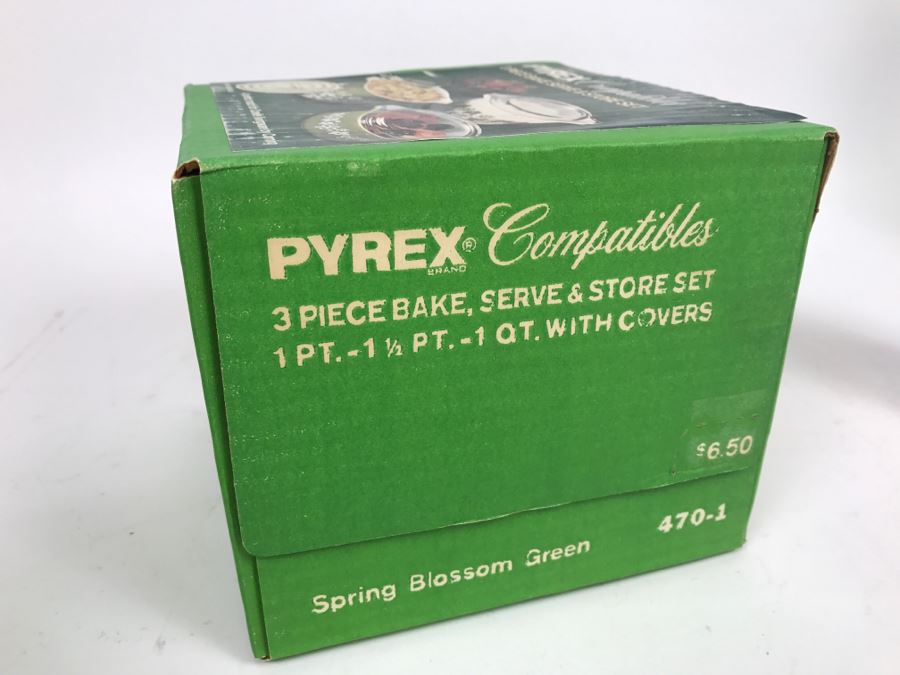 PYREX® Compatibles
BRAND
3 PIECE BAKE, SERVE & STORE SET
1 PT. - 1 ½ PT. - 1 QT. WITH COVERS
$6.50
470-1
Spring Blossom Green